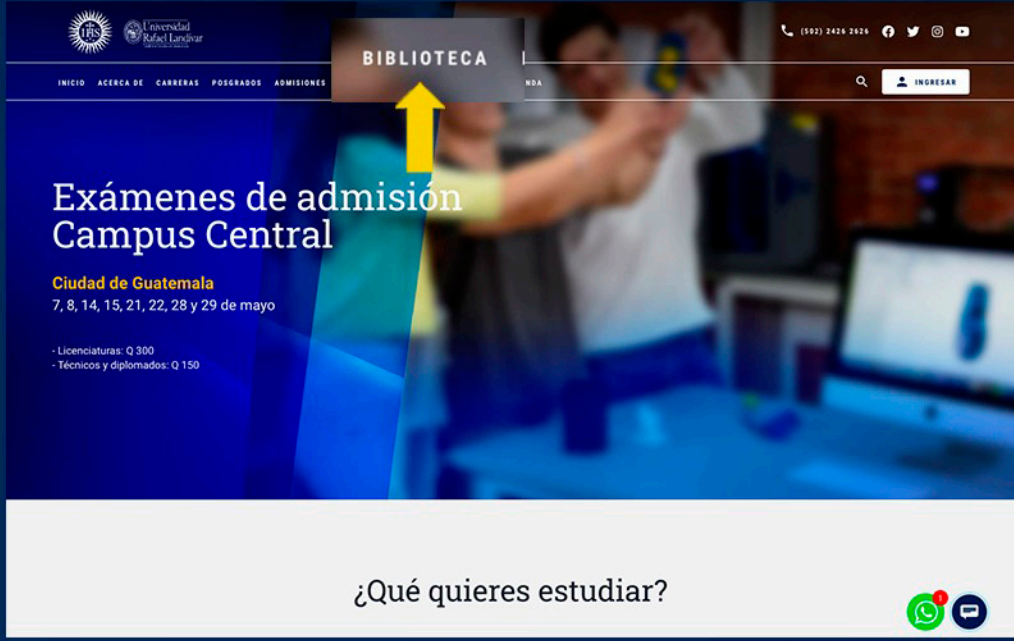 IHS
Universidad
Rafael Landívar
(502) 2426 2626
INICIO ACERCA DE CARRERAS POSGRADOS ADMISIONES BIBLIOTECA NDA
INGRESAR
Exámenes de admisión
Campus Central
Ciudad de Guatemala
7, 8, 14, 15, 21, 22, 28 y 29 de mayo
- Licenciaturas: Q 300
- Técnicos y diplomados: Q 150
¿Qué quieres estudiar?
1